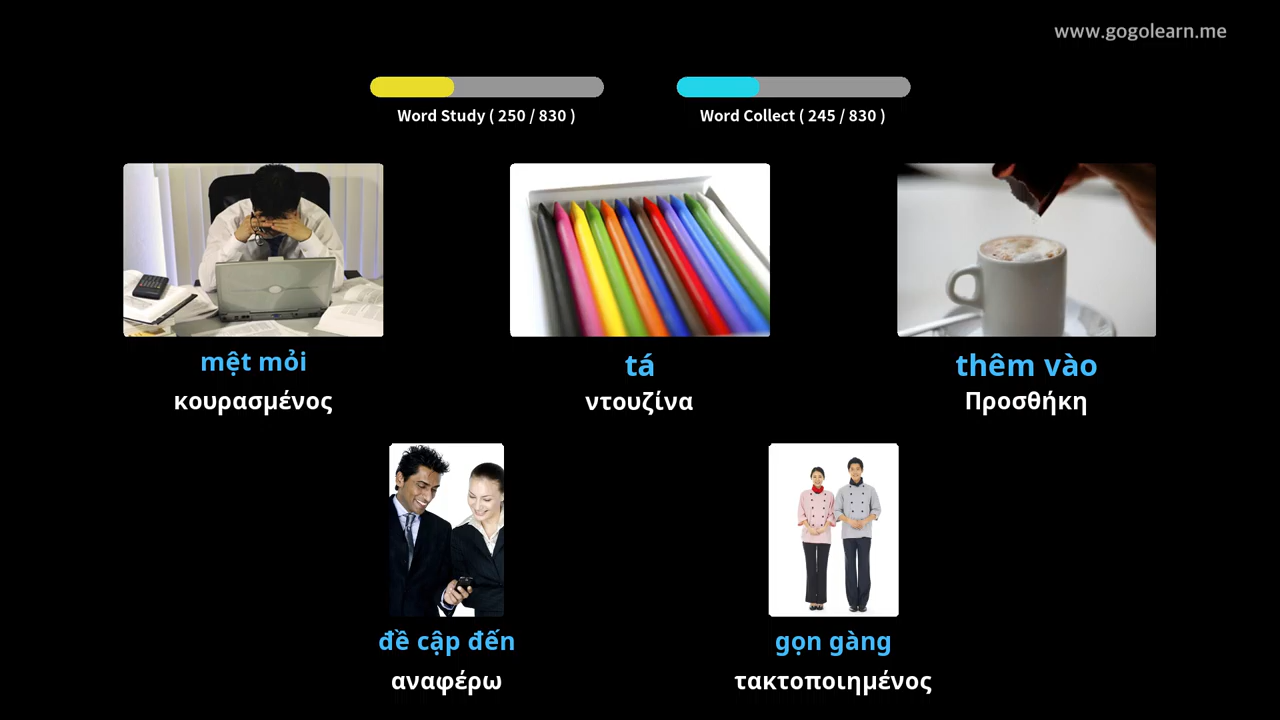 www.gogolearn.me
Word Study ( 250 / 830 )
Word Collect ( 245 / 830 )
mệt mỏi
κουρασμένος
tá
ντουζίνα
thêm vào
Προσθήκη
đề cập đến
αναφέρω
gọn gàng
τακτοποιημένος